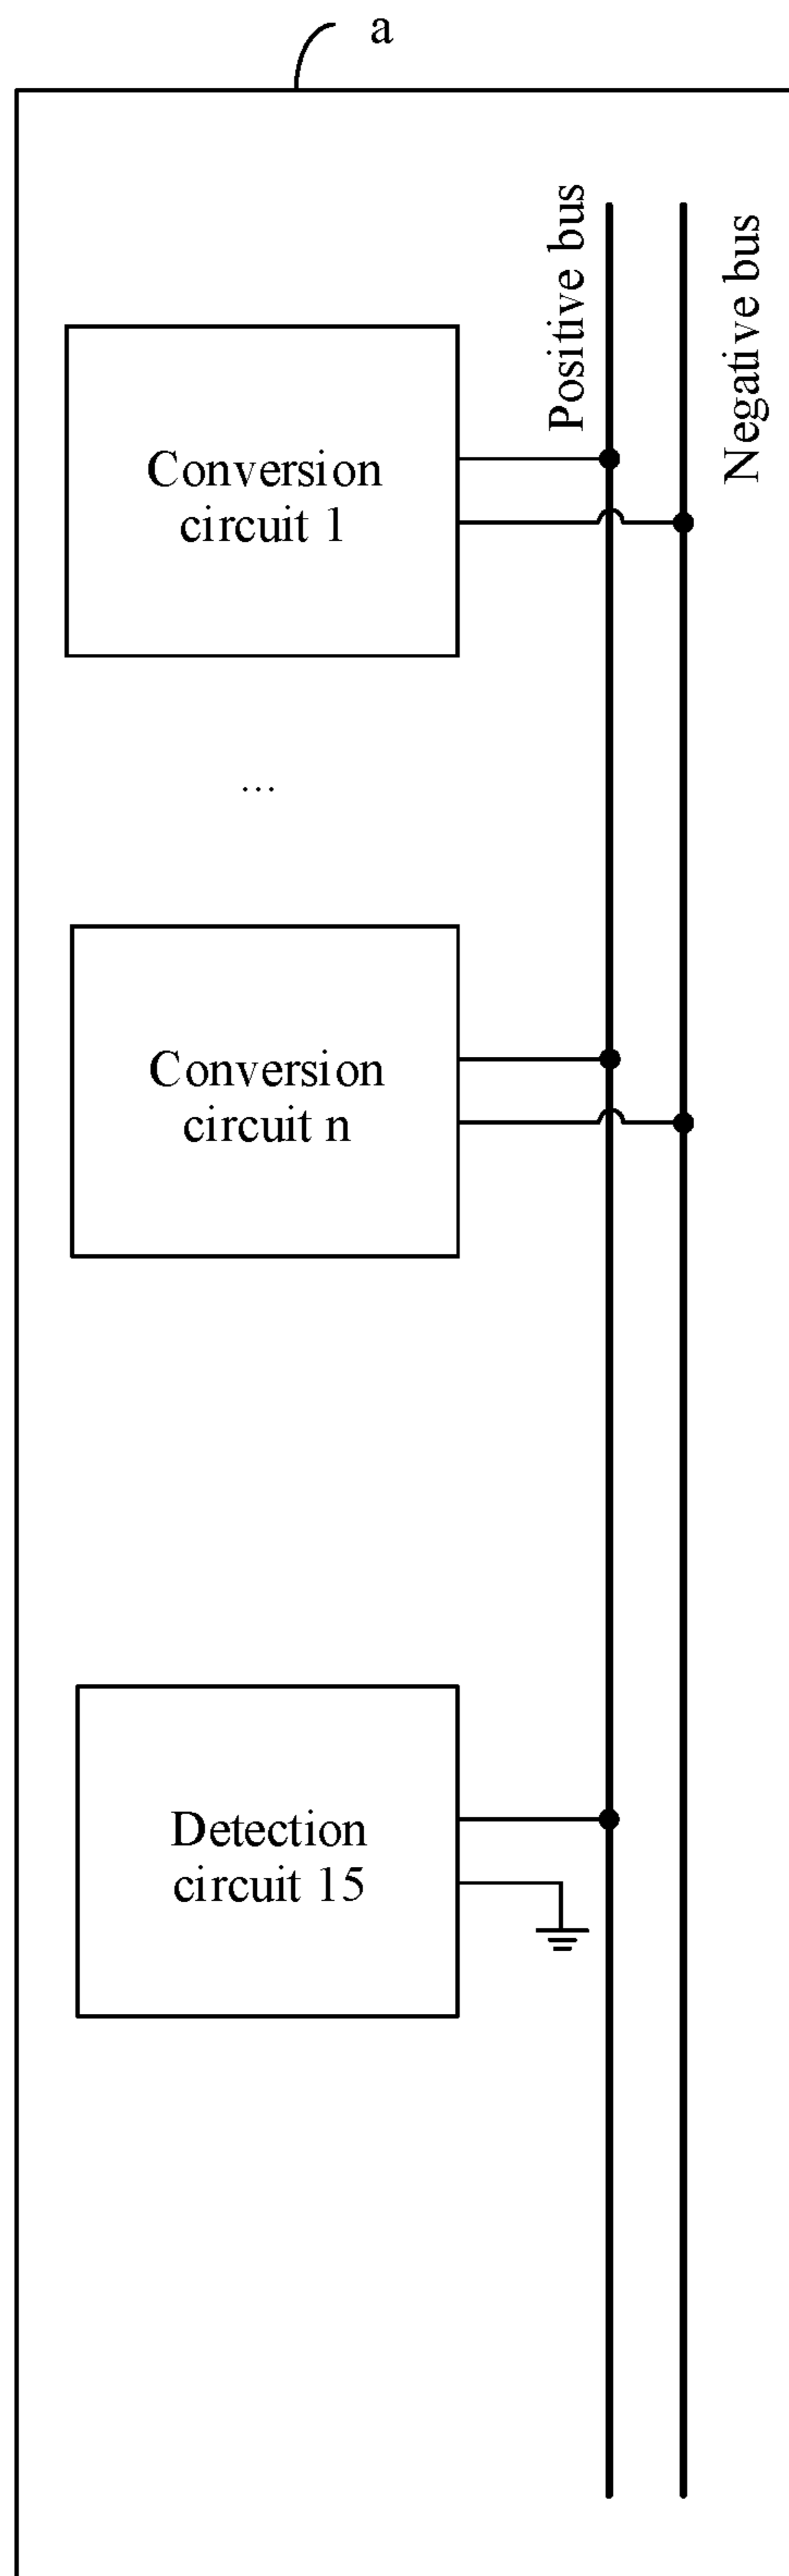 a
Positive bus
Negative bus
Conversion
circuit 1
...
Conversion
circuit n
Detection
circuit 15